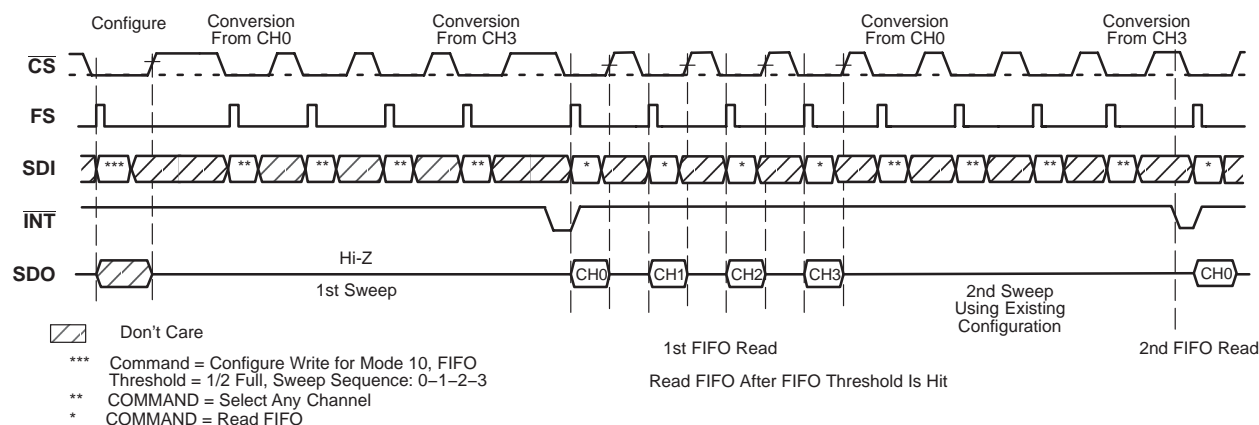 Configure
Conversion
From CH0
Conversion
From CH3
Conversion
From CH0
Conversion
From CH3
CS
FS
SDI *** ** ** ** ** * * * * ** ** ** ** *
INT
SDO Hi-Z CH0 CH1 CH2 CH3 CH0
1st Sweep
2nd Sweep
Using Existing
Configuration
Don't Care
1st FIFO Read
2nd FIFO Read
*** Command = Configure Write for Mode 10, FIFO
Threshold = 1/2 Full, Sweep Sequence: 0–1–2–3
Read FIFO After FIFO Threshold Is Hit
** COMMAND = Select Any Channel
* COMMAND = Read FIFO